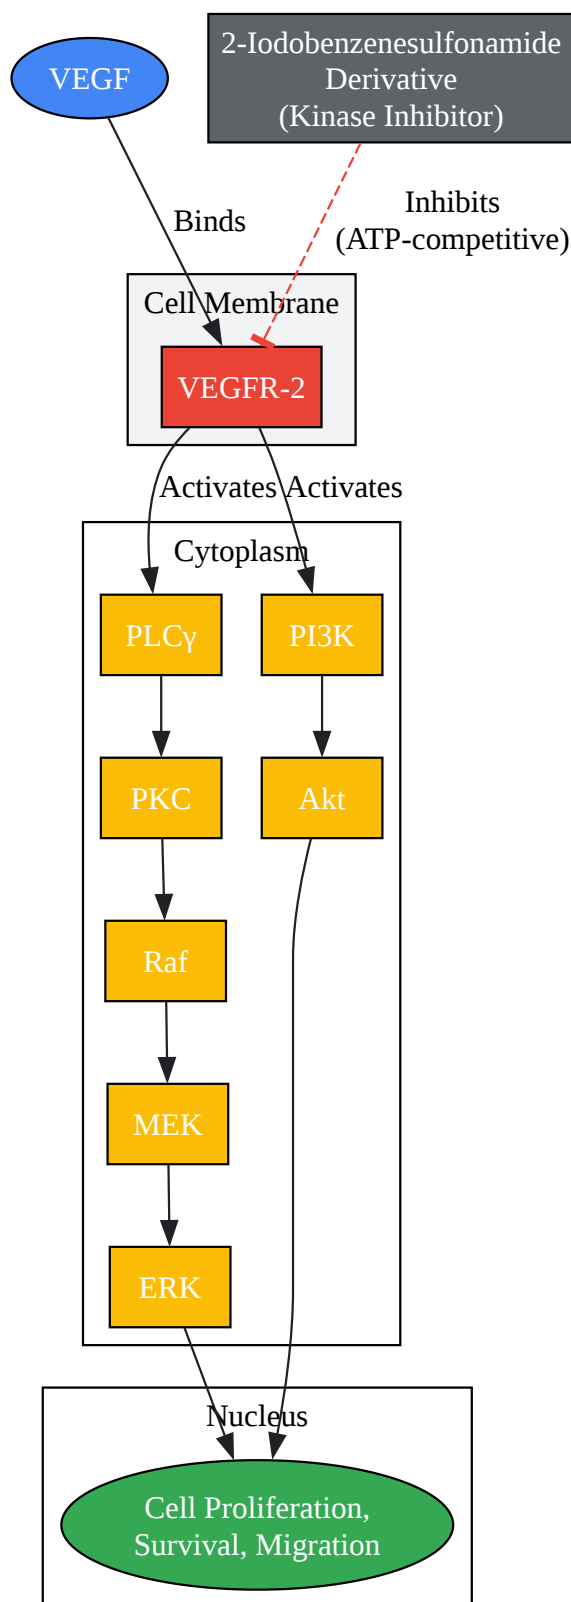 VEGF
2-Iodobenzenesulfonamide
Derivative
(Kinase Inhibitor)
Binds
Inhibits
(ATP-competitive)
Cell Membrane
VEGFR-2
Activates
Activates
Cytoplasm
PLCγ
PI3K
PKC
Akt
Raf
MEK
ERK
Nucleus
Cell Proliferation,
Survival, Migration